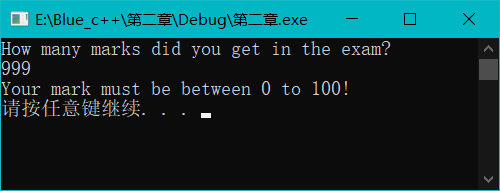 E:\Blue_c++\第二章\Debug\第二章.exe
How many marks did you get in the exam?
999
Your mark must be between 0 to 100!
请按任意键继续. . .